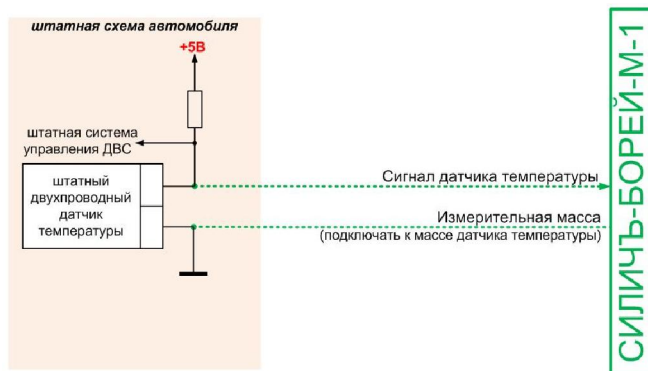 штатная схема автомобиля
+5В
штатная система
управления ДВС
штатный
двухпроводный
датчик
температуры
Сигнал датчика температуры
Измерительная масса
(подключать к массе датчика температуры)
СИЛИЧЪ-БОРЕЙ-М-1